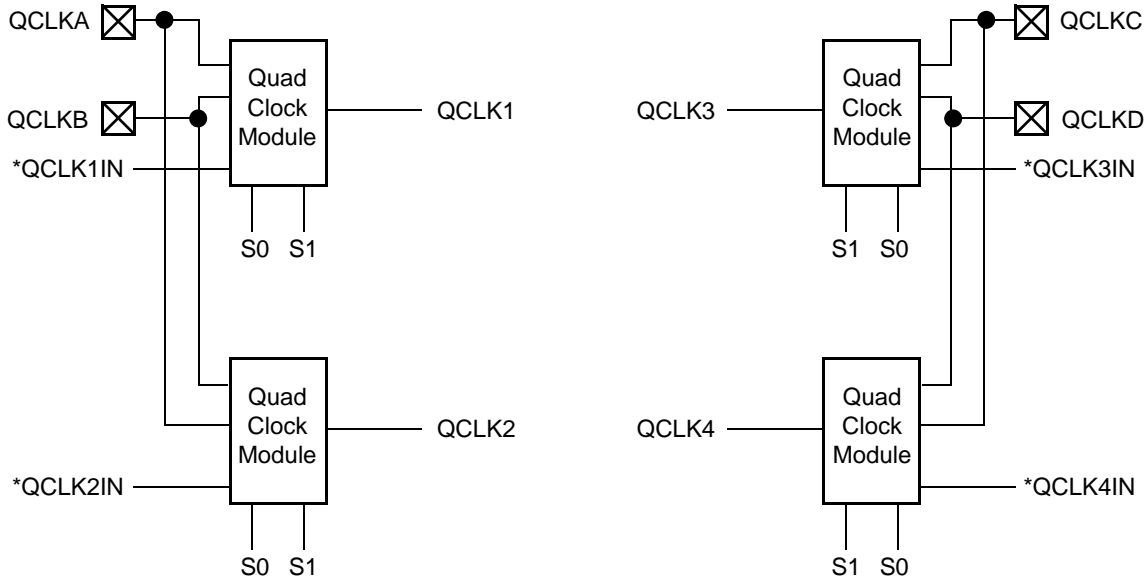 QCLKA
QCLKB
*QCLK1IN
Quad
Clock
Module
QCLK1
S0 S1
QCLK3
Quad
Clock
Module
QCLKC
QCLKD
*QCLK3IN
S1 S0
*QCLK2IN
Quad
Clock
Module
QCLK2
S0 S1
QCLK4
Quad
Clock
Module
*QCLK4IN
S1 S0